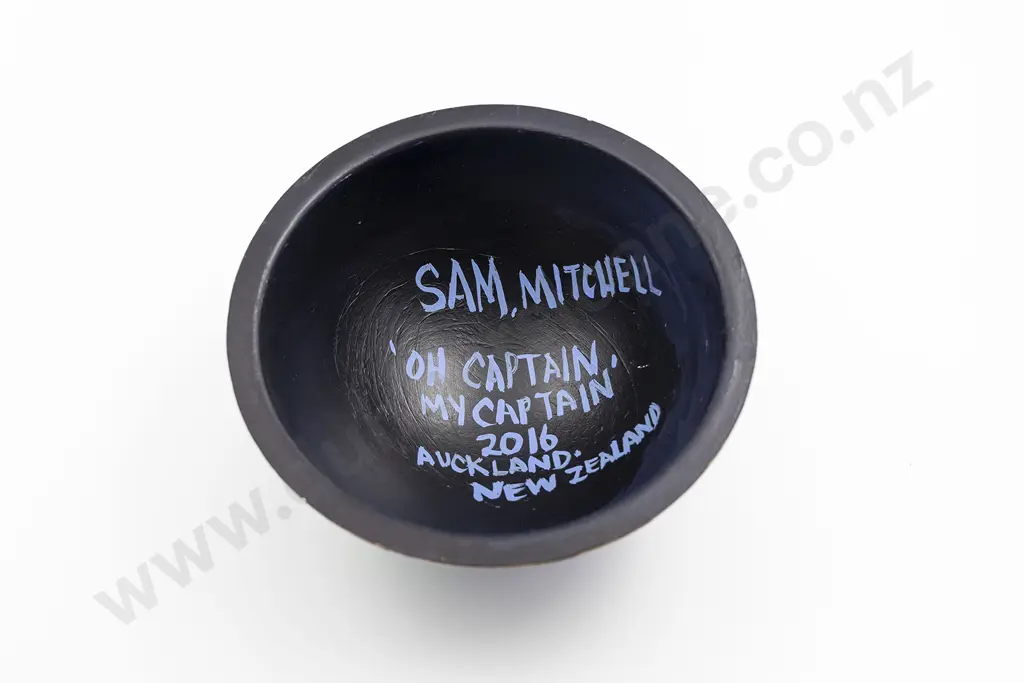 SAM, MITCHELL
'OH CAPTAIN,
MY CAPTAIN'
2016
AUCKLAND.
NEW ZEALAND